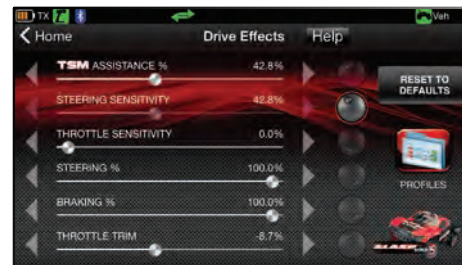 TX Veh
Home Drive Effects Help
TSM ASSISTANCE % 42.8%
STEERING SENSITIVITY 42.8%
THROTTLE SENSITIVITY 0.0%
STEERING % 100.0%
BRAKING % 100.0%
THROTTLE TRIM -8.7%
RESET TO
DEFAULTS
PROFILES
SLASH